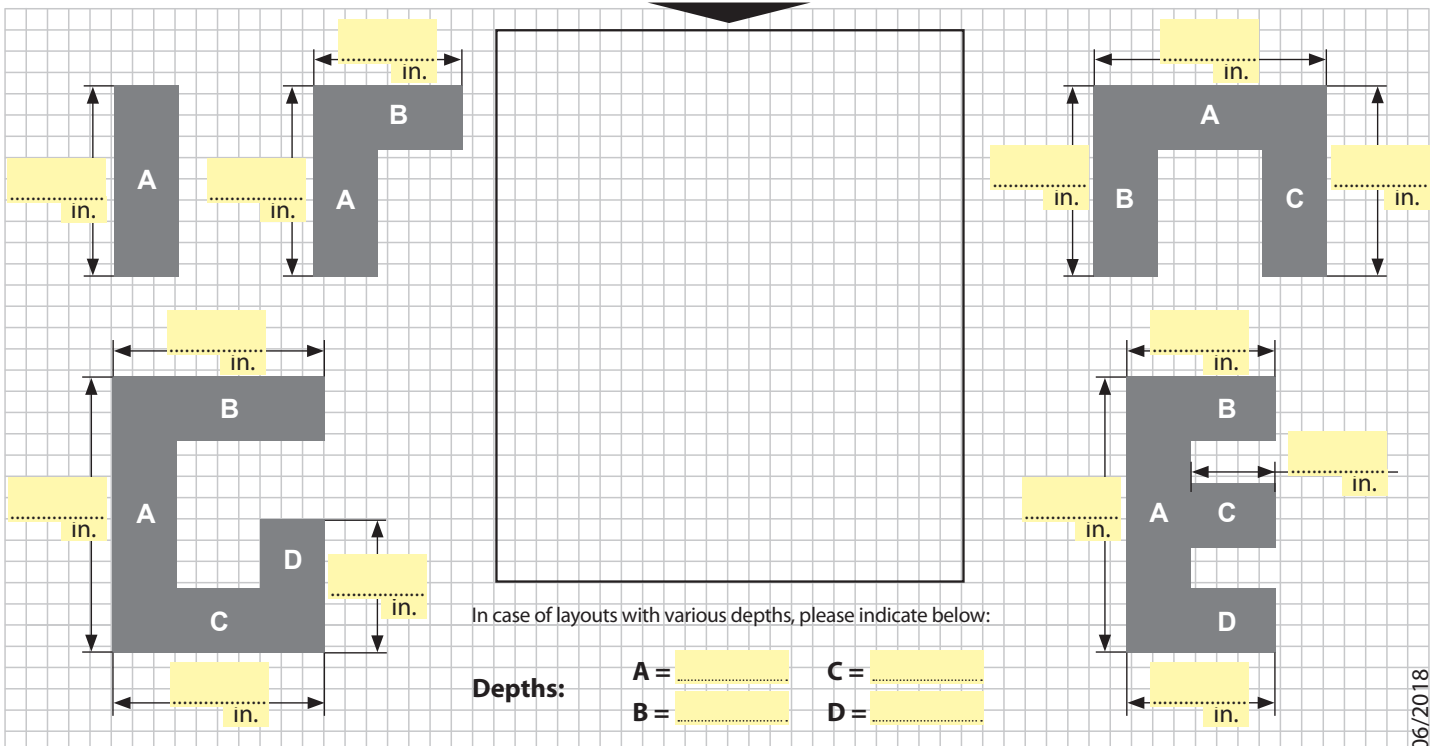 in.
in.
B
A
in.
A
in.
in.
A
in.
B
C
in.
in.
B
in.
A
D
in.
C
in.
in.
B
in.
in.
A
C
D
in.
In case of layouts with various depths, please indicate below:
Depths:
A = C =
B = D =
06/2018